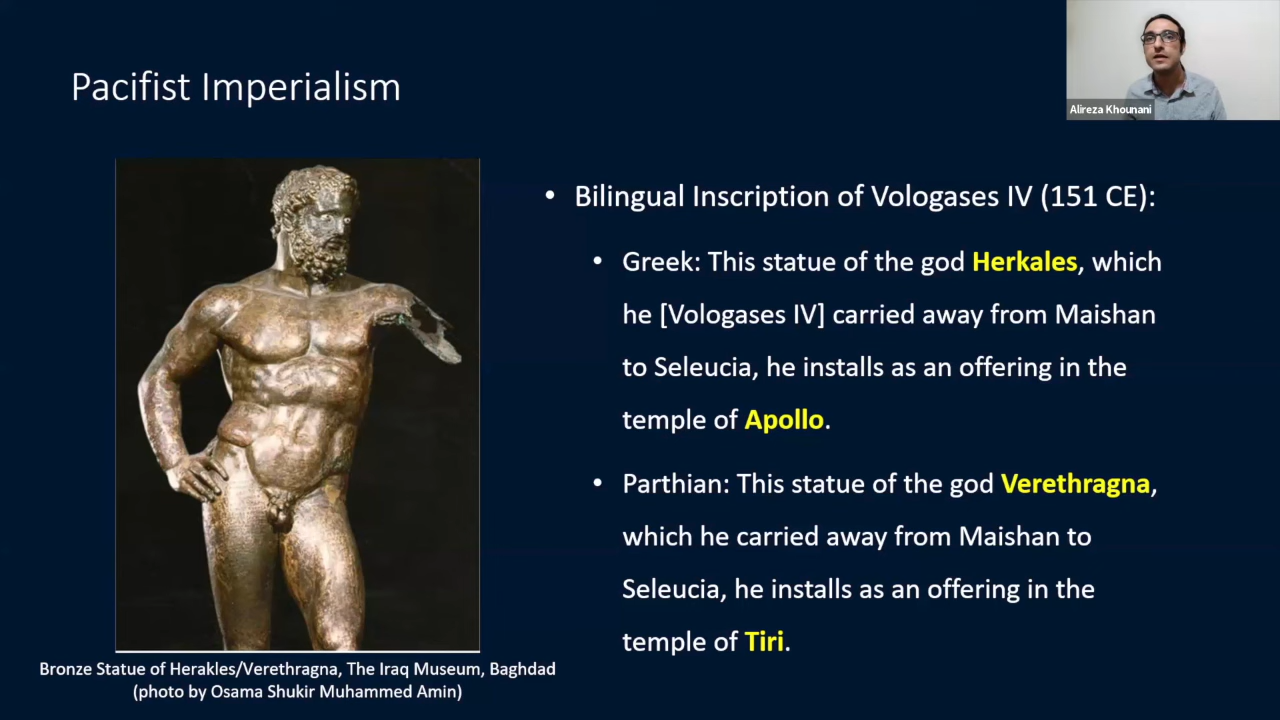 Pacifist Imperialism
Alireza Khounani
• Bilingual Inscription of Vologases IV (151 CE):
• Greek: This statue of the god Herkales, which
he [Vologases IV] carried away from Maishan
to Seleucia, he installs as an offering in the
temple of Apollo.
• Parthian: This statue of the god Verethragna,
which he carried away from Maishan to
Seleucia, he installs as an offering in the
temple of Tiri.
Bronze Statue of Herakles/Verethragna, The Iraq Museum, Baghdad
(photo by Osama Shukir Muhammed Amin)